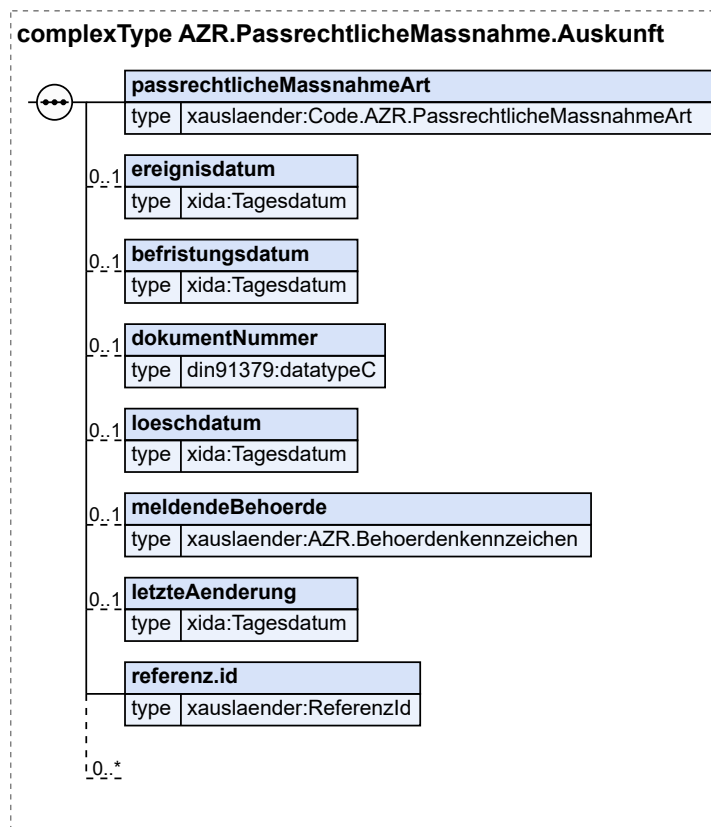 complexType AZR.PassrechtlicheMassnahme.Auskunft
passrechtlicheMassnahmeArt
type xauslaender:Code.AZR.PassrechtlicheMassnahmeArt
0..1 ereignisdatum
type xida:Tagesdatum
0..1 befristungsdatum
type xida:Tagesdatum
0..1 dokumentNummer
type din91379:datatypeC
0..1 loeschdatum
type xida:Tagesdatum
0..1 meldendeBehoerde
type xauslaender:AZR.Behoerdenkennzeichen
0..1 letzteAenderung
type xida:Tagesdatum
referenz.id
type xauslaender:ReferenzId
0..*